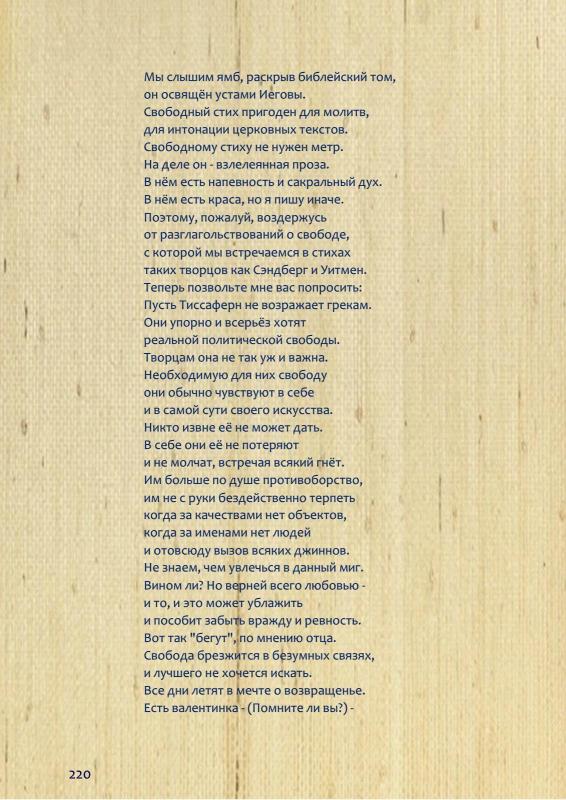 Мы слышим ямб, раскрыв библейский том,
он освящён устами Иеговы.
Свободный стих пригоден для молитв,
для интонации церковных текстов.
Свободному стиху не нужен метр.
На деле он - взлелеянная проза.
В нём есть напевность и сакральный дух.
В нём есть краса, но я пишу иначе.
Поэтому, пожалуй, воздержусь
от разглагольствований о свободе,
с которой мы встречаемся в стихах
таких творцов как Сэндберг и Уитмен.
Теперь позвольте мне вас попросить:
Пусть Тиссаферн не возражает грекам.
Они упорно и всерьёз хотят
реальной политической свободы.
Творцам она не так уж и важна.
Необходимую для них свободу
они обычно чувствуют в себе
и в самой сути своего искусства.
Никто извне её не может дать.
В себе они её не потеряют
и не молчат, встречая всякий гнёт.
Им больше по душе противоборство,
им не с руки бездейственно терпеть
когда за качествами нет объектов,
когда за именами нет людей
и отовсюду вызов всяких джиннов.
Не знаем, чем увлечься в данный миг.
Вином ли? Но верней всего любовью -
и то, и это может ублажить
и пособит забыть вражду и ревность.
Вот так "бегут", по мнению отца.
Свобода брезжится в безумных связях,
и лучшего не хочется искать.
Все дни летят в мечте о возвращенье.
Есть валентинка - (Помните ли вы?) -
220